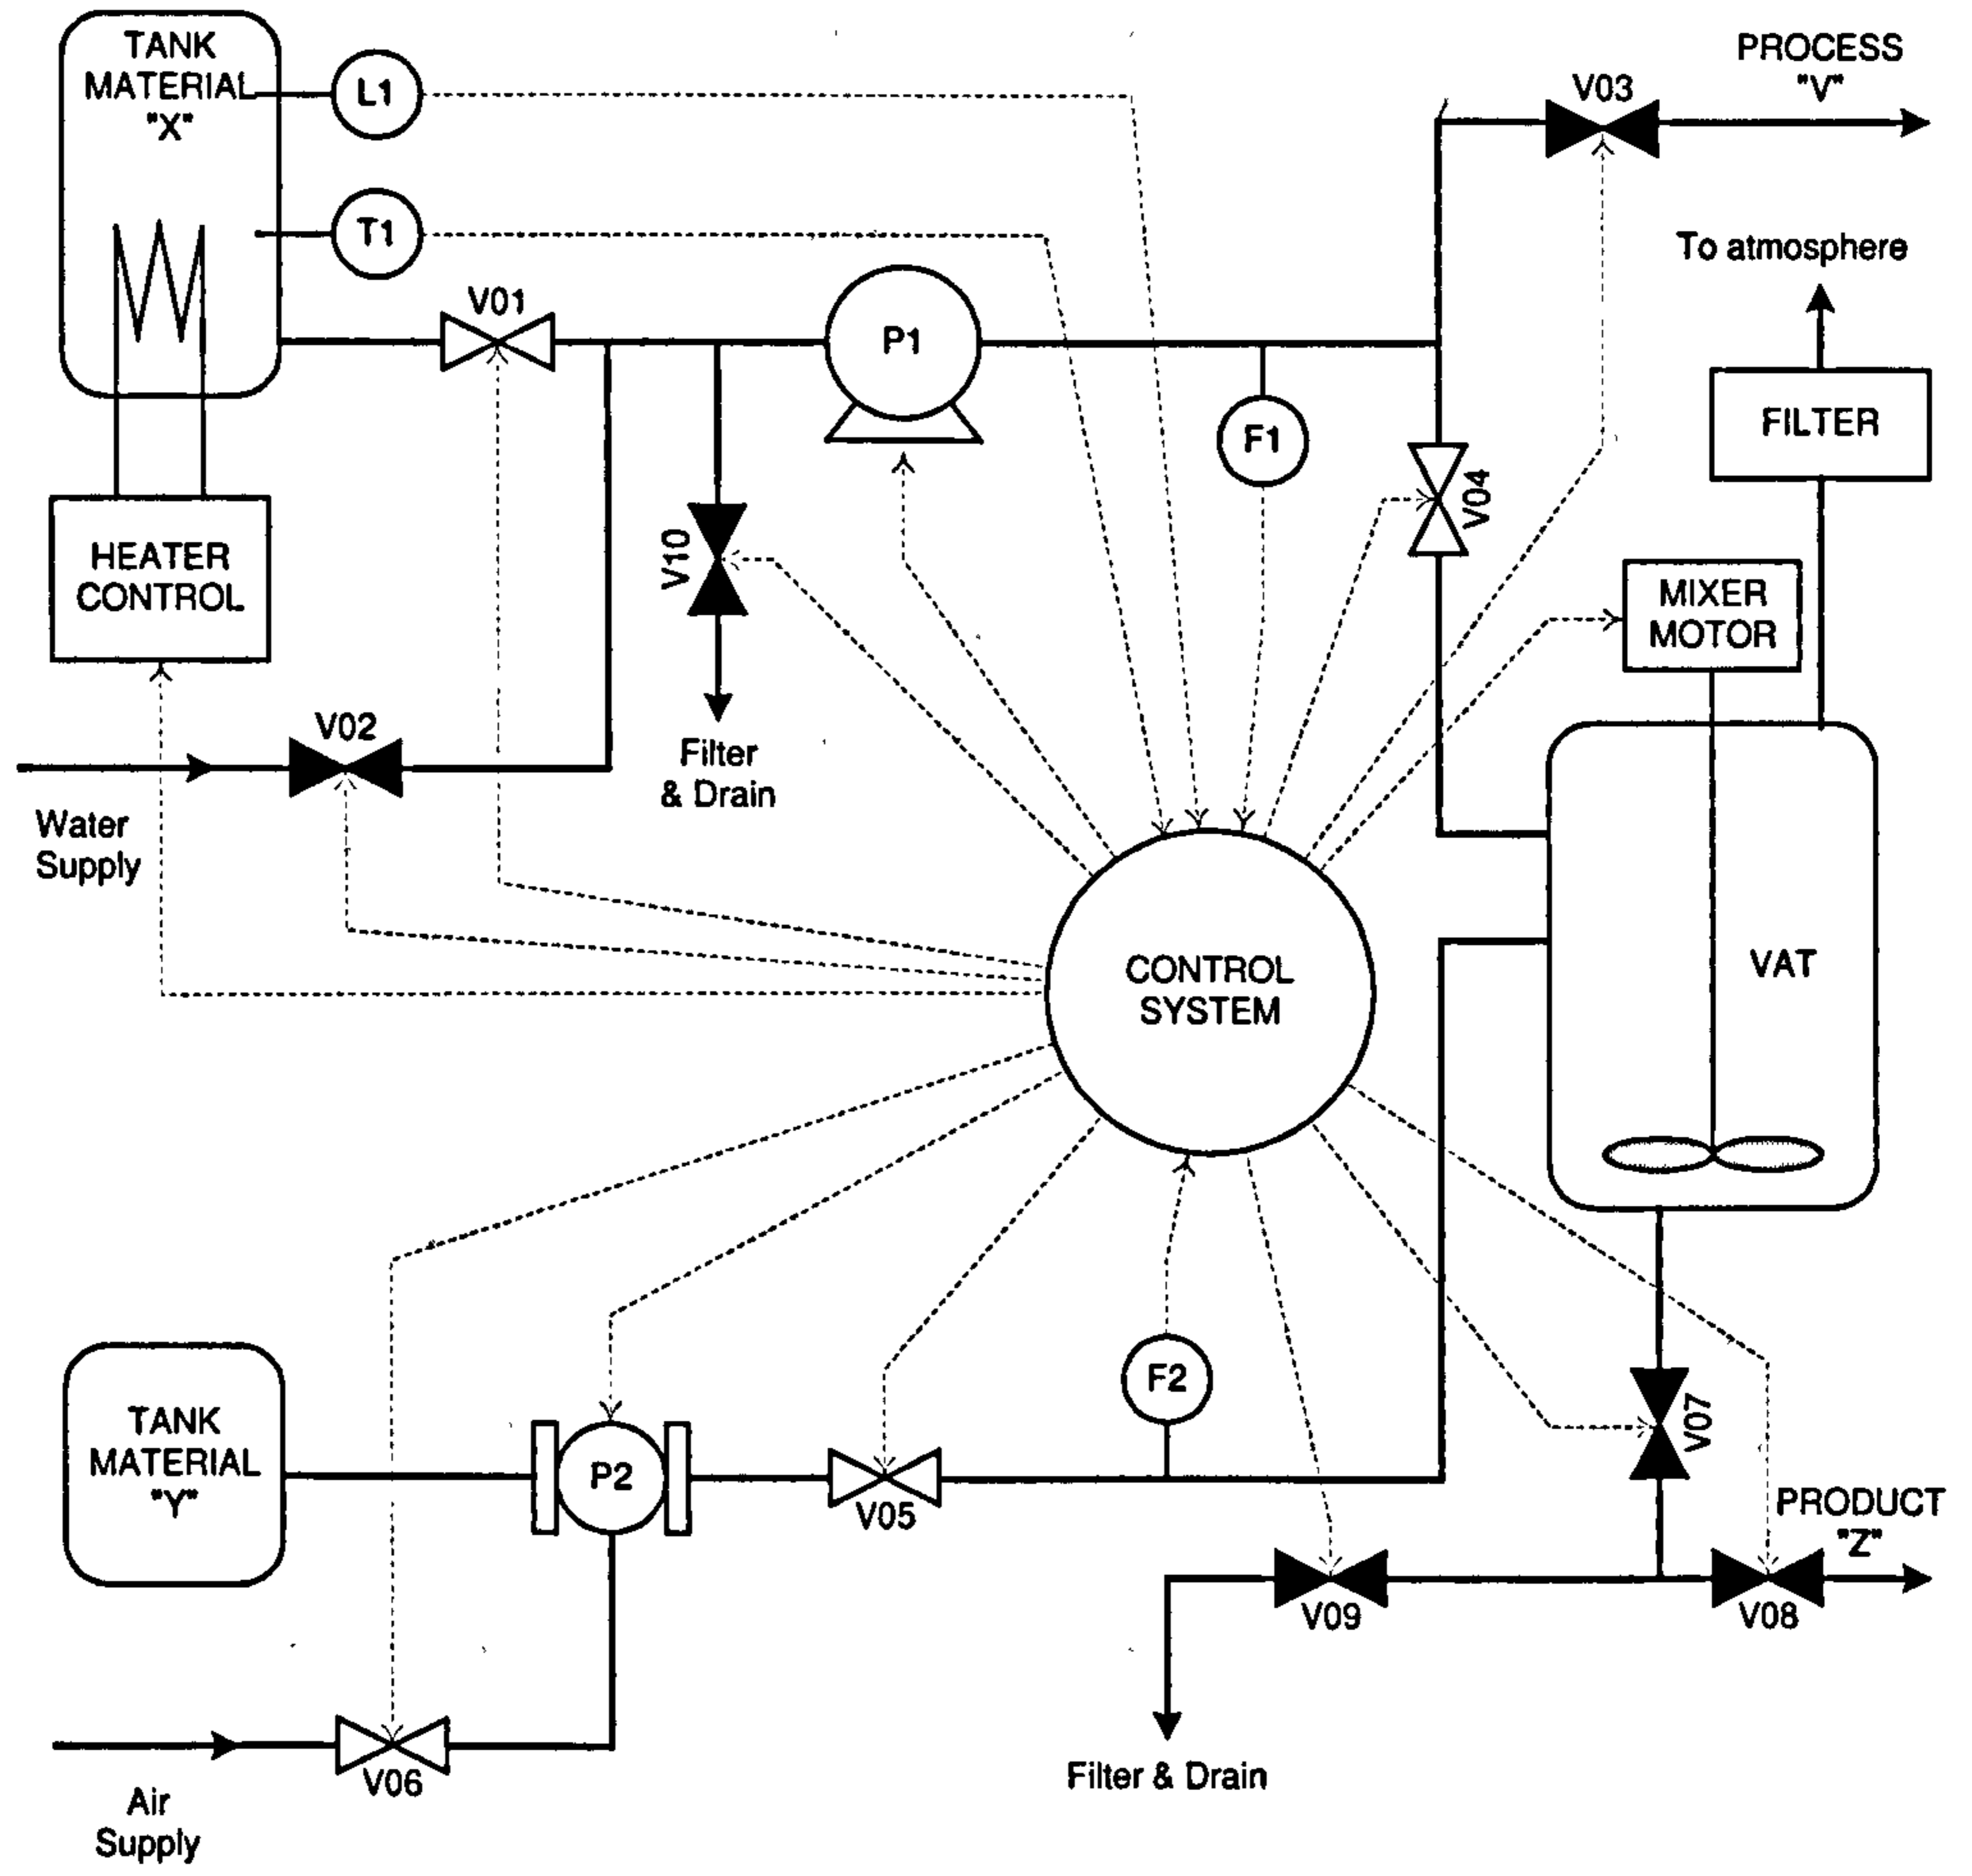 TANK
MATERIAL
"X"
L1
T1
V01
P1
F1
V03
PROCESS
"V"
To atmosphere
FILTER
V04
V10
HEATER
CONTROL
MIXER
MOTOR
V02
Filter
& Drain
Water
Supply
CONTROL
SYSTEM
VAT
TANK
MATERIAL
"Y"
P2
V05
F2
V07
PRODUCT
"Z"
V09
V08
V06
Filter & Drain
Air
Supply